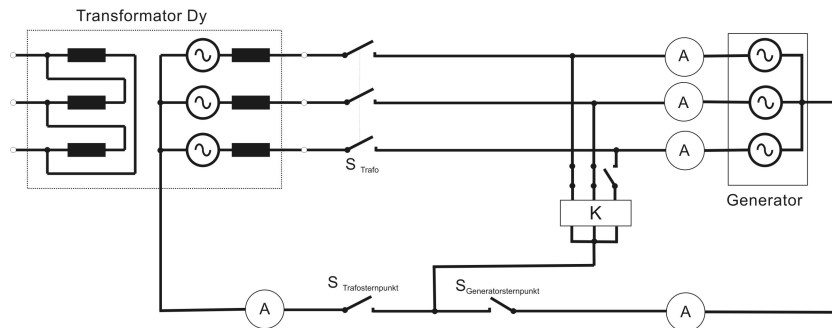 Transformator Dy
A
A
A
S Trafo
K
Generator
S Trafosternpunkt
S Generatorsternpunkt
A
A